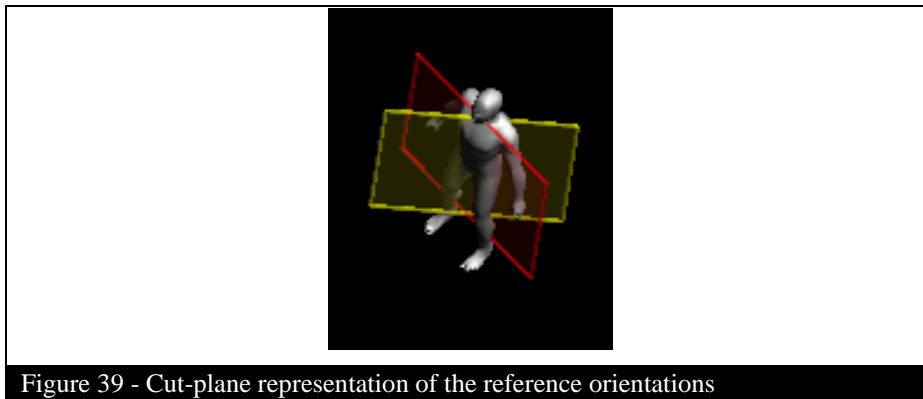 Figure 39 - Cut-plane representation of the reference orientations